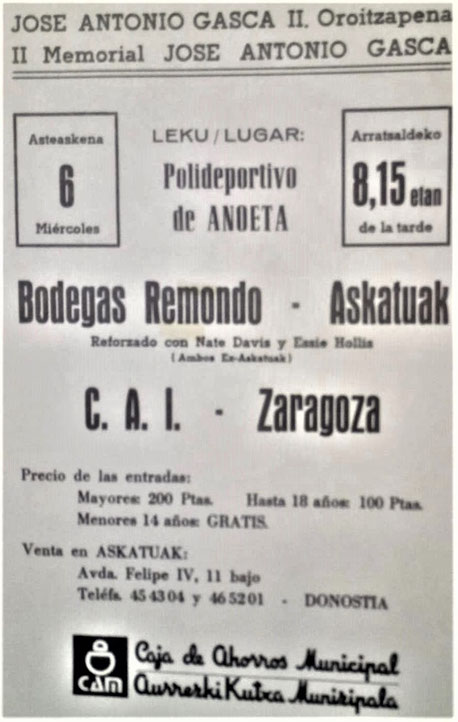 JOSE ANTONIO GASCA II. Oroitzapena
II Memorial JOSE ANTONIO GASCA
Asteaskena
6
Miércoles
LEKU / LUGAR:
Polideportivo
de ANOETA
Arratsaldeko
8,15 etan
de la tarde
Bodegas Remondo - Askatuak
Reforzado con Nate Davis y Essie Hollis
(Ambos Ex-Askatuak)
C. A. I. - Zaragoza
Precio de las entradas:
Mayores: 200 Ptas. Hasta 18 años: 100 Ptas.
Menores 14 años: GRATIS.
Venta en ASKATUAK:
Avda. Felipe IV, 11 bajo
Teléfs. 45 43 04 y 46 52 01 - DONOSTIA
CAM
Caja de Ahorros Municipal
Aurrezki Kutxa Munizipala